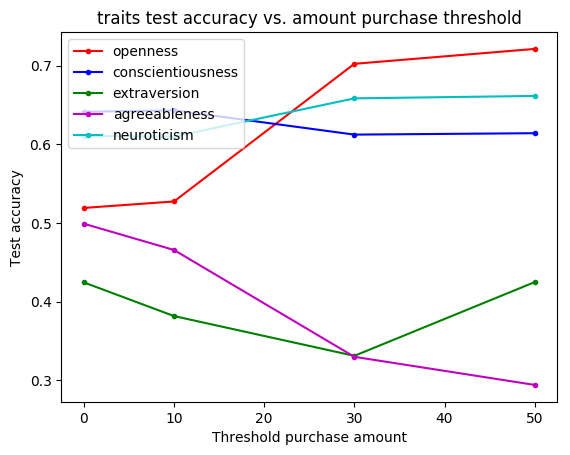 traits test accuracy vs. amount purchase threshold
openness
conscientiousness
extraversion
agreeableness
neuroticism
Test accuracy
0.7
0.6
0.5
0.4
0.3
0 10 20 30 40 50
Threshold purchase amount